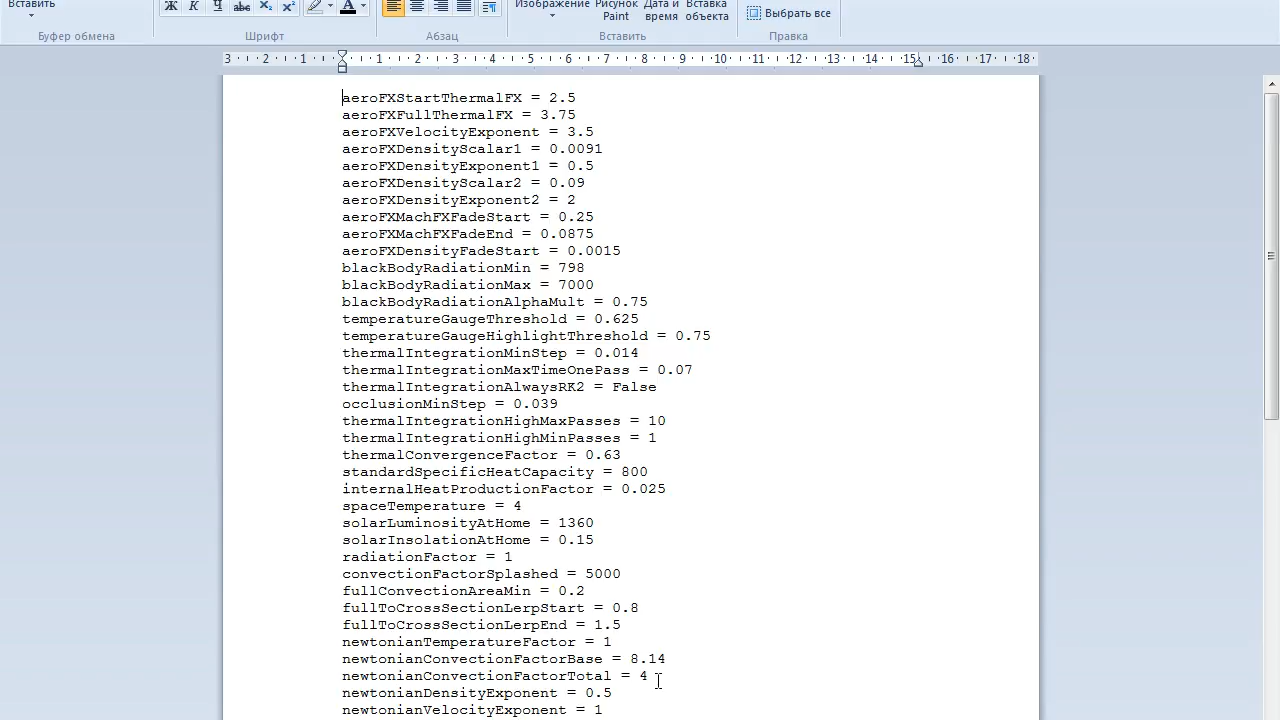 Вставить
Ж К Ч abc X₂ X² А
Изображение
Рисунок Paint
Дата и время
Вставка объекта
Выбрать все
Буфер обмена
Шрифт
Абзац
Вставить
Правка
3 2 1 1 2 3 4 5 6 7 8 9 10 11 12 13 14 15 16 17 18
aeroFXStartThermalFX = 2.5
aeroFXFullThermalFX = 3.75
aeroFXVelocityExponent = 3.5
aeroFXDensityScalar1 = 0.0091
aeroFXDensityExponent1 = 0.5
aeroFXDensityScalar2 = 0.09
aeroFXDensityExponent2 = 2
aeroFXMachFXFadeStart = 0.25
aeroFXMachFXFadeEnd = 0.0875
aeroFXDensityFadeStart = 0.0015
blackBodyRadiationMin = 798
blackBodyRadiationMax = 7000
blackBodyRadiationAlphaMult = 0.75
temperatureGaugeThreshold = 0.625
temperatureGaugeHighlightThreshold = 0.75
thermalIntegrationMinStep = 0.014
thermalIntegrationMaxTimeOnePass = 0.07
thermalIntegrationAlwaysRK2 = False
occlusionMinStep = 0.039
thermalIntegrationHighMaxPasses = 10
thermalIntegrationHighMinPasses = 1
thermalConvergenceFactor = 0.63
standardSpecificHeatCapacity = 800
internalHeatProductionFactor = 0.025
spaceTemperature = 4
solarLuminosityAtHome = 1360
solarInsolationAtHome = 0.15
radiationFactor = 1
convectionFactorSplashed = 5000
fullConvectionAreaMin = 0.2
fullToCrossSectionLerpStart = 0.8
fullToCrossSectionLerpEnd = 1.5
newtonianTemperatureFactor = 1
newtonianConvectionFactorBase = 8.14
newtonianConvectionFactorTotal = 4
newtonianDensityExponent = 0.5
newtonianVelocityExponent = 1